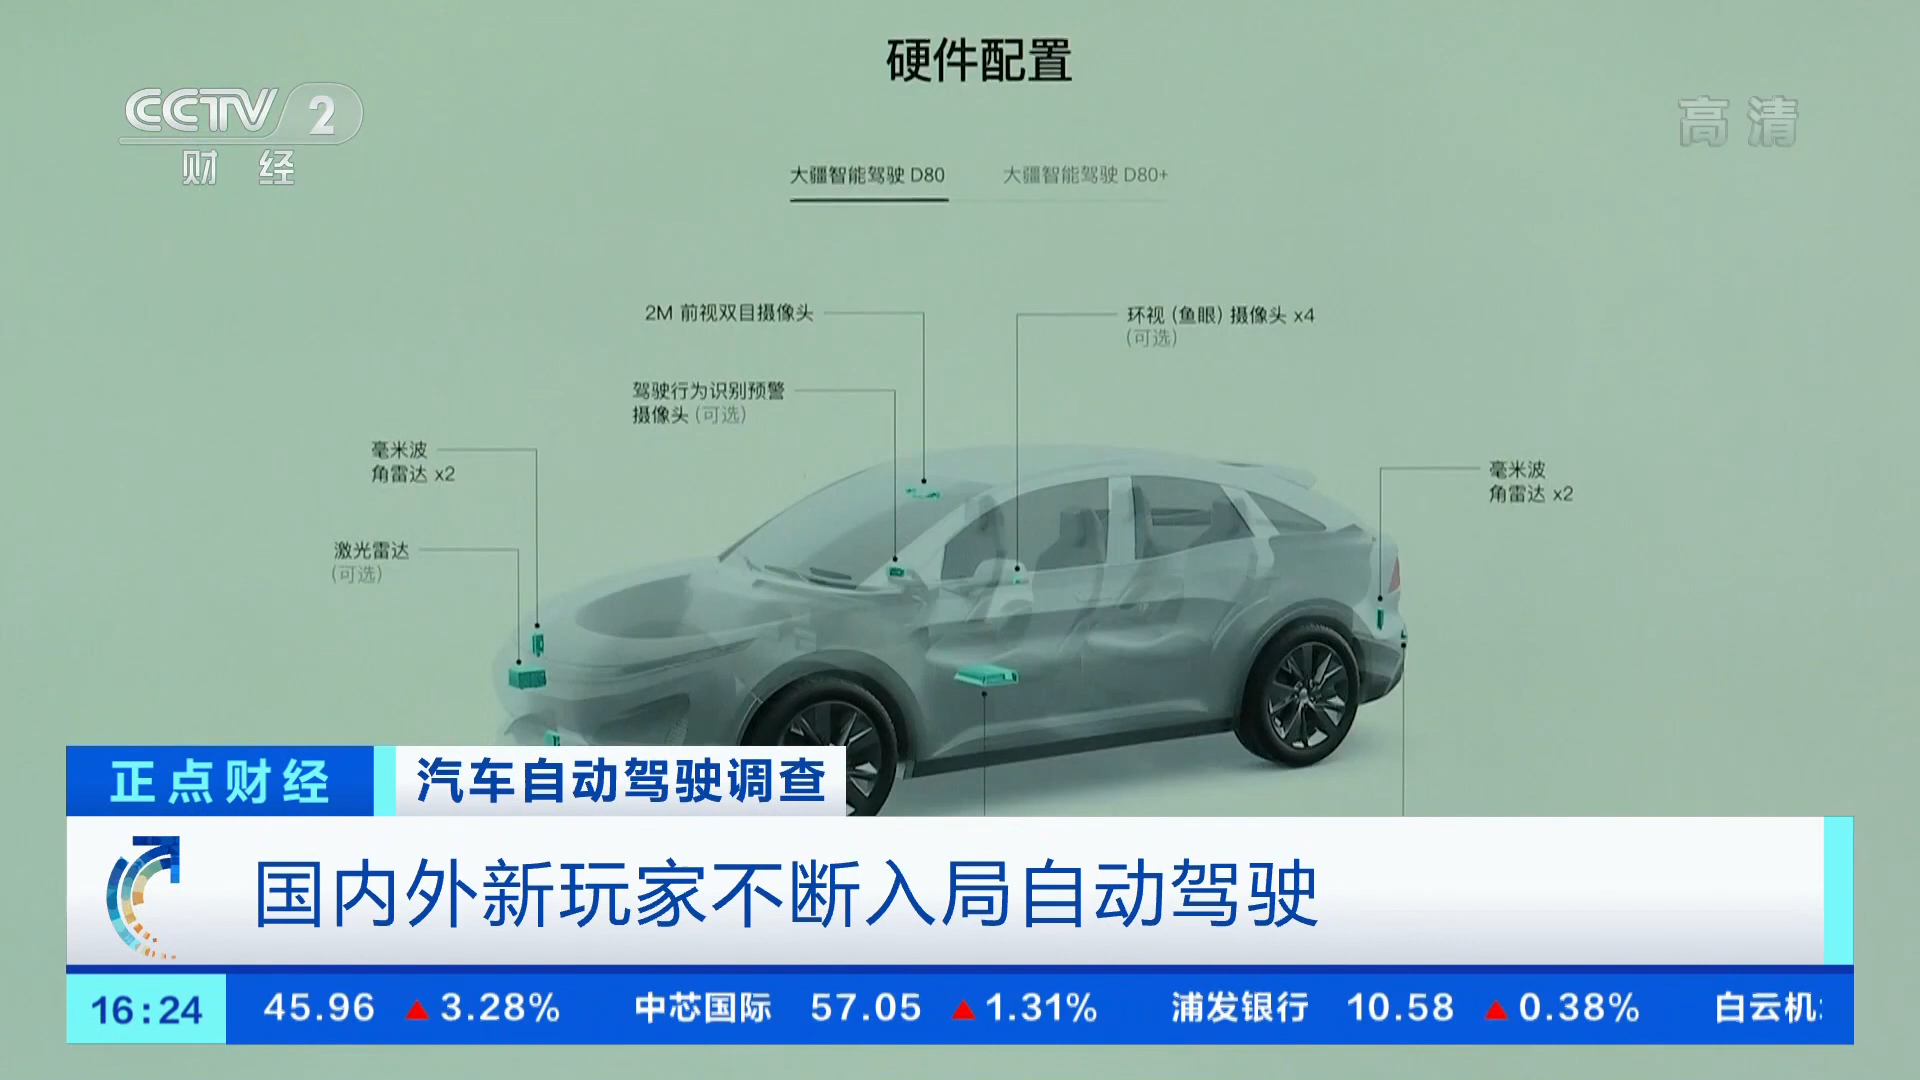 硬件配置
CCTV 2
财 经
高 清
大疆智能驾驶 D80
大疆智能驾驶 D80+
2M 前视双目摄像头
环视 (鱼眼) 摄像头 x4
(可选)
驾驶行为识别预警
摄像头 (可选)
毫米波
角雷达 x2
毫米波
角雷达 x2
激光雷达
(可选)
正点财经
汽车自动驾驶调查
国内外新玩家不断入局自动驾驶
16:24
45.96 ▲ 3.28% 中芯国际 57.05 ▲ 1.31% 浦发银行 10.58 ▲ 0.38% 白云机